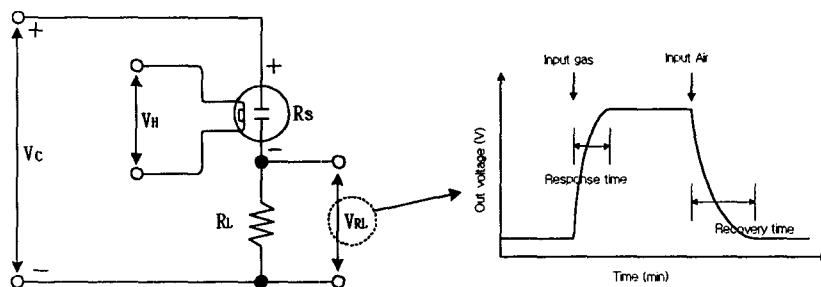 +
VC
VH
+
RS
−
RL
VRL
−
Input gas
Input Air
Out voltage (V)
Response time
Recovery time
Time (min)